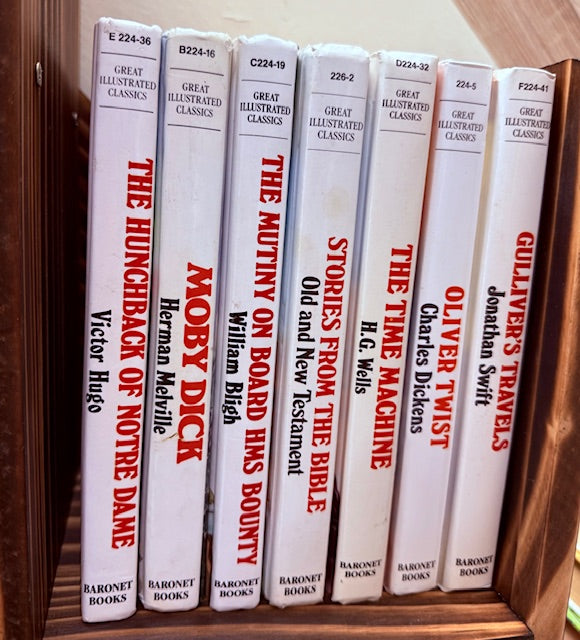 E 224-36
GREAT
ILLUSTRATED
CLASSICS
THE HUNCHBACK OF NOTRE DAME
Victor Hugo
BARONET
BOOKS
B224-16
GREAT
ILLUSTRATED
CLASSICS
MOBY DICK
Herman Melville
BARONET
BOOKS
C224-19
GREAT
ILLUSTRATED
CLASSICS
THE MUTINY ON BOARD HMS BOUNTY
William Bligh
BARONET
BOOKS
226-2
GREAT
ILLUSTRATED
CLASSICS
STORIES FROM THE BIBLE
Old and New Testament
BARONET
BOOKS
D224-32
GREAT
ILLUSTRATED
CLASSICS
THE TIME MACHINE
H.G. Wells
BARONET
BOOKS
224-5
GREAT
ILLUSTRATED
CLASSICS
OLIVER TWIST
Charles Dickens
BARONET
BOOKS
F224-41
GREAT
ILLUSTRATED
CLASSICS
GULLIVER'S TRAVELS
Jonathan Swift
BARONET
BOOKS